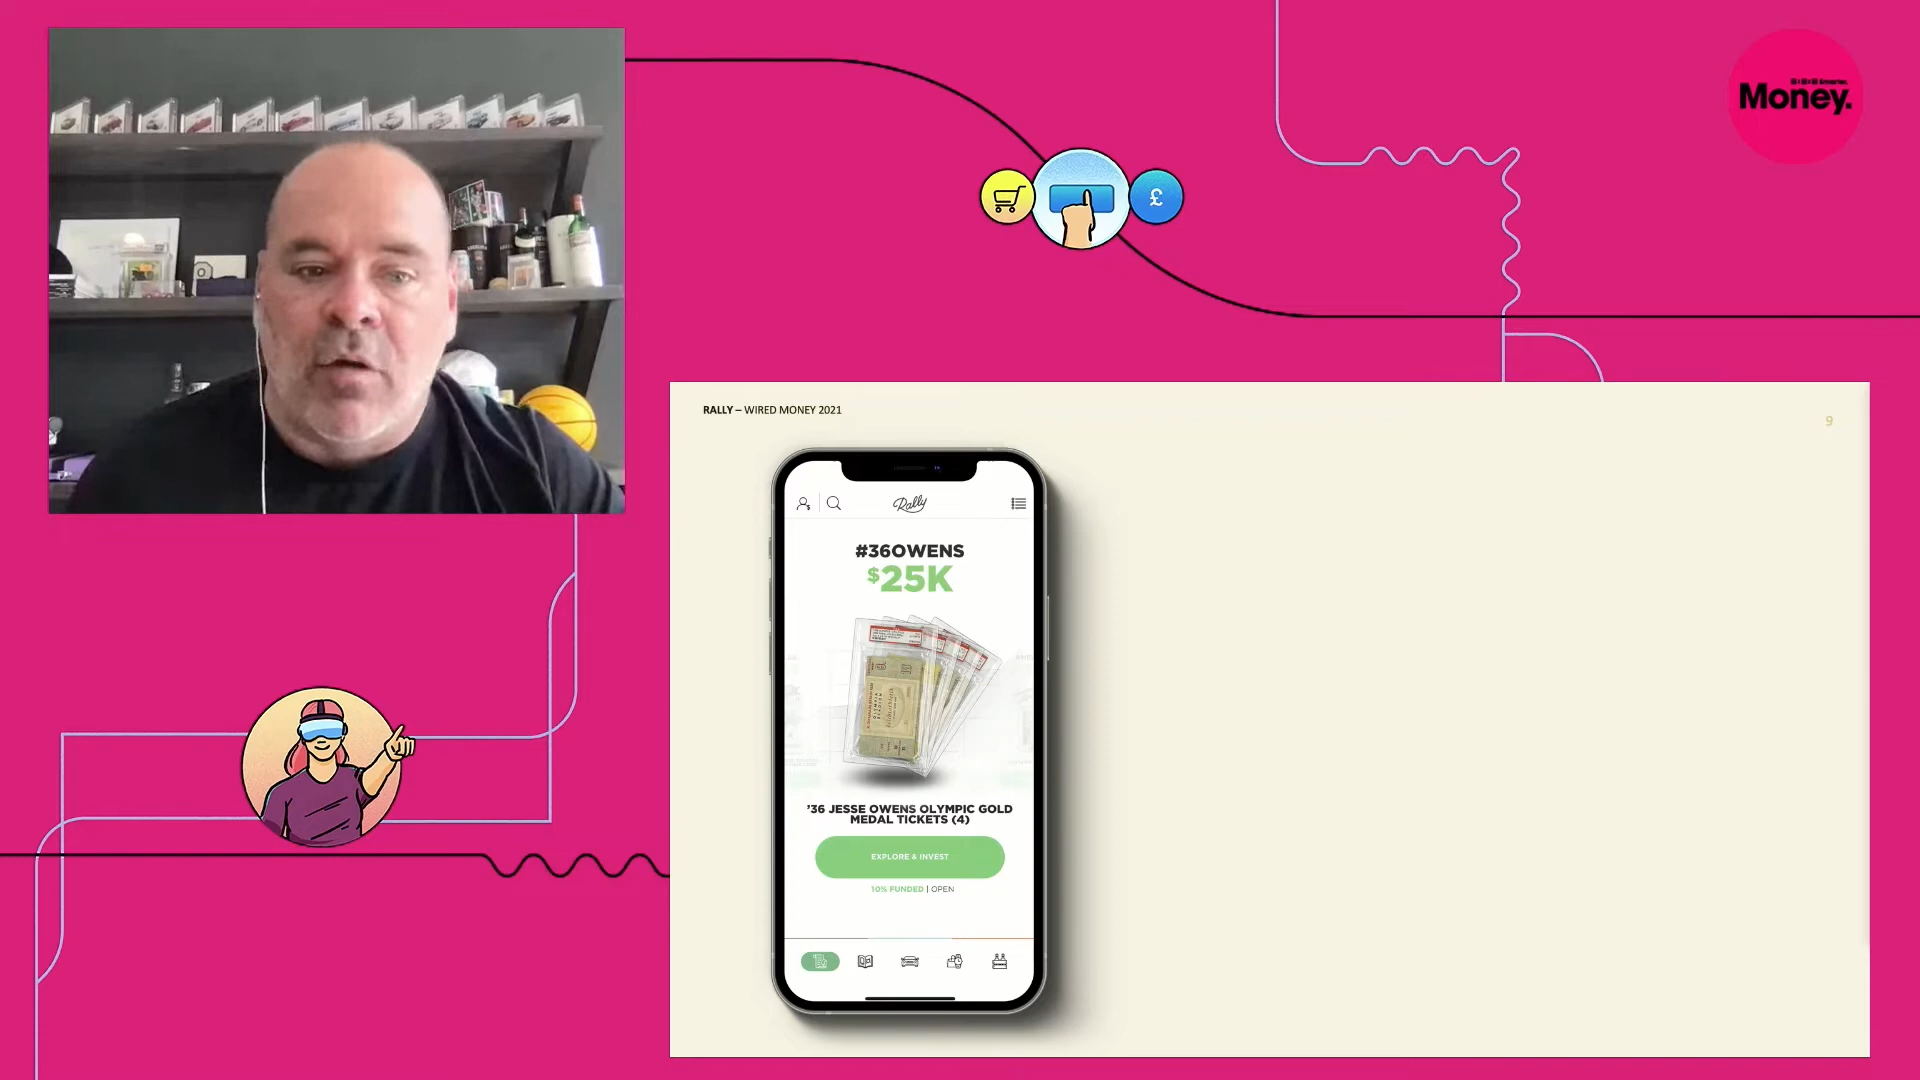 Money.
£
RALLY – WIRED MONEY 2021
9
Rally
#36OWENS
$25K
'36 JESSE OWENS OLYMPIC GOLD
MEDAL TICKETS (4)
EXPLORE & INVEST
10% FUNDED | OPEN